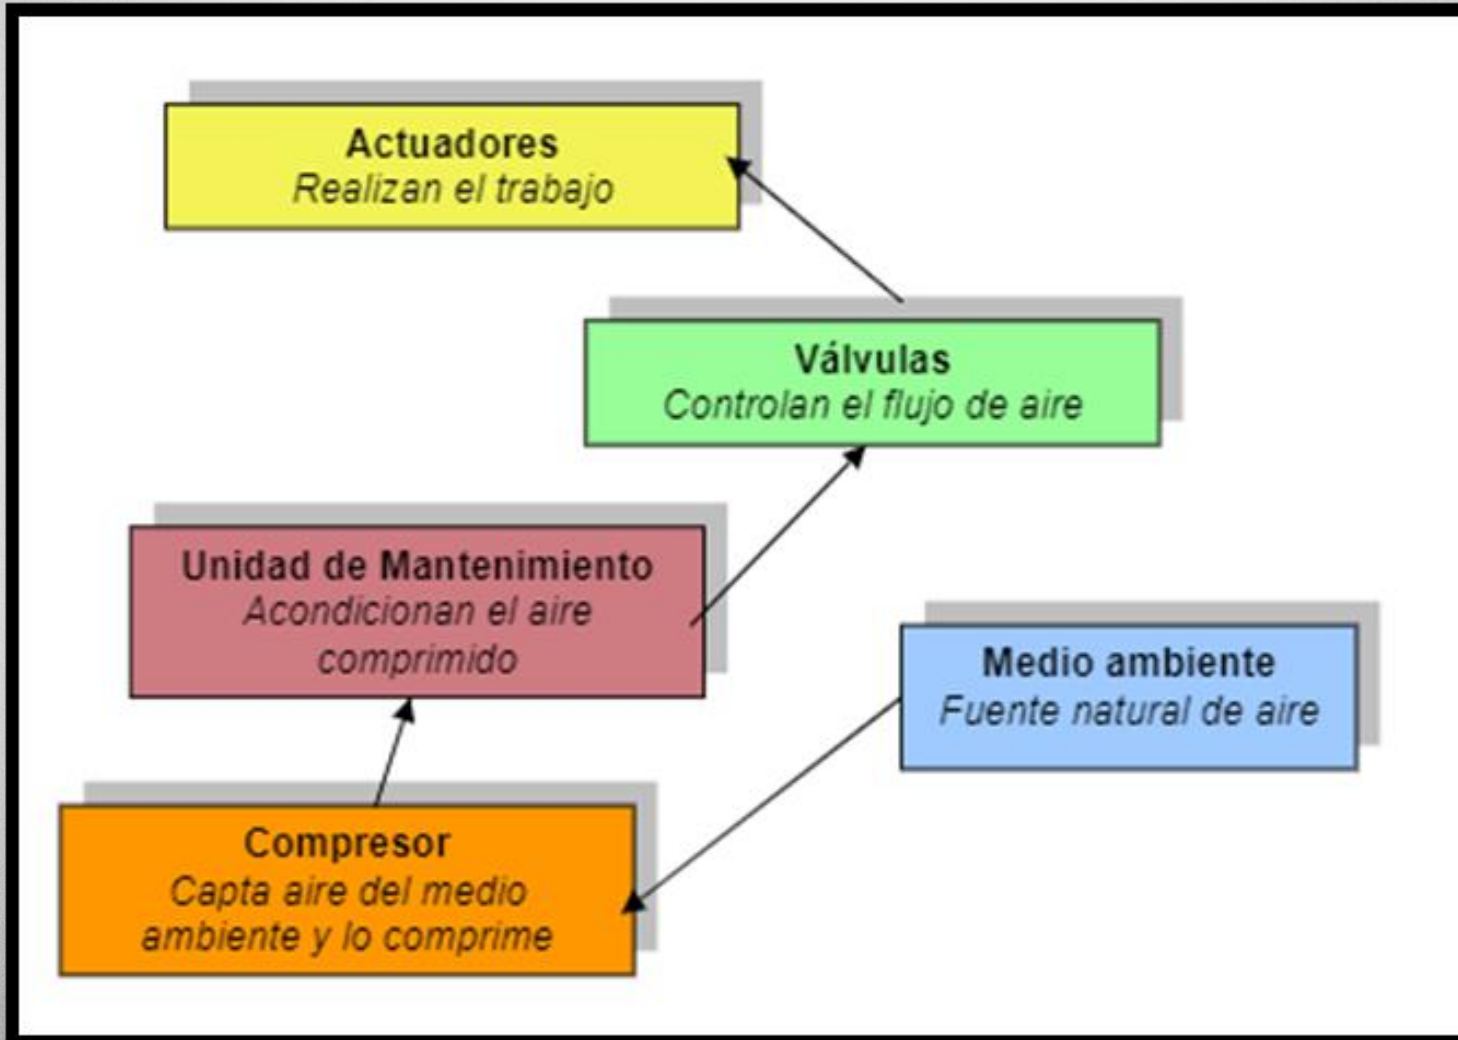 Actuadores
Realizan el trabajo
Válvulas
Controlan el flujo de aire
Unidad de Mantenimiento
Acondicionan el aire
comprimido
Medio ambiente
Fuente natural de aire
Compresor
Capta aire del medio
ambiente y lo comprime